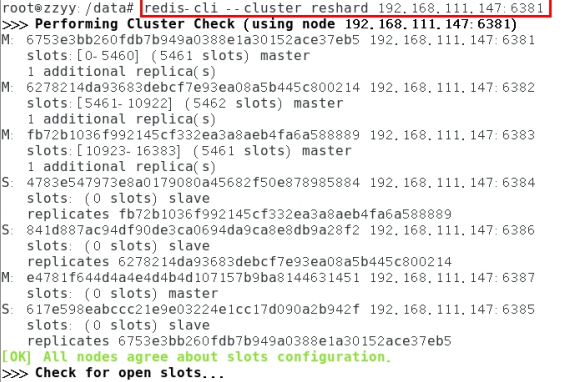 root@zzyy:/data# redis-cli --cluster reshard 192.168.111.147:6381
>>> Performing Cluster Check (using node 192.168.111.147:6381)
M: 6753e3bb260fdb7b949a0388e1a30152ace37eb5 192.168.111.147:6381
slots:[0-5460] (5461 slots) master
1 additional replica(s)
M: 6278214da93683debcf7e93ea08a5b445c800214 192.168.111.147:6382
slots:[5461-10922] (5462 slots) master
1 additional replica(s)
M: fb72b1036f992145cf332ea3a8aeb4fa6a588889 192.168.111.147:6383
slots:[10923-16383] (5461 slots) master
1 additional replica(s)
S: 4783e547973e8a0179080a45682f50e878985884 192.168.111.147:6384
slots: (0 slots) slave
replicates fb72b1036f992145cf332ea3a8aeb4fa6a588889
S: 841d887ac94df90de3ca0694da9ca8e8db9a28f2 192.168.111.147:6386
slots: (0 slots) slave
replicates 6278214da93683debcf7e93ea08a5b445c800214
M: e4781f644d4a4e4d4b4d107157b9ba8144631451 192.168.111.147:6387
slots: (0 slots) master
S: 617e598eabccc21e9e03224e1cc17d090a2b942f 192.168.111.147:6385
slots: (0 slots) slave
replicates 6753e3bb260fdb7b949a0388e1a30152ace37eb5
[OK] All nodes agree about slots configuration.
>>> Check for open slots...